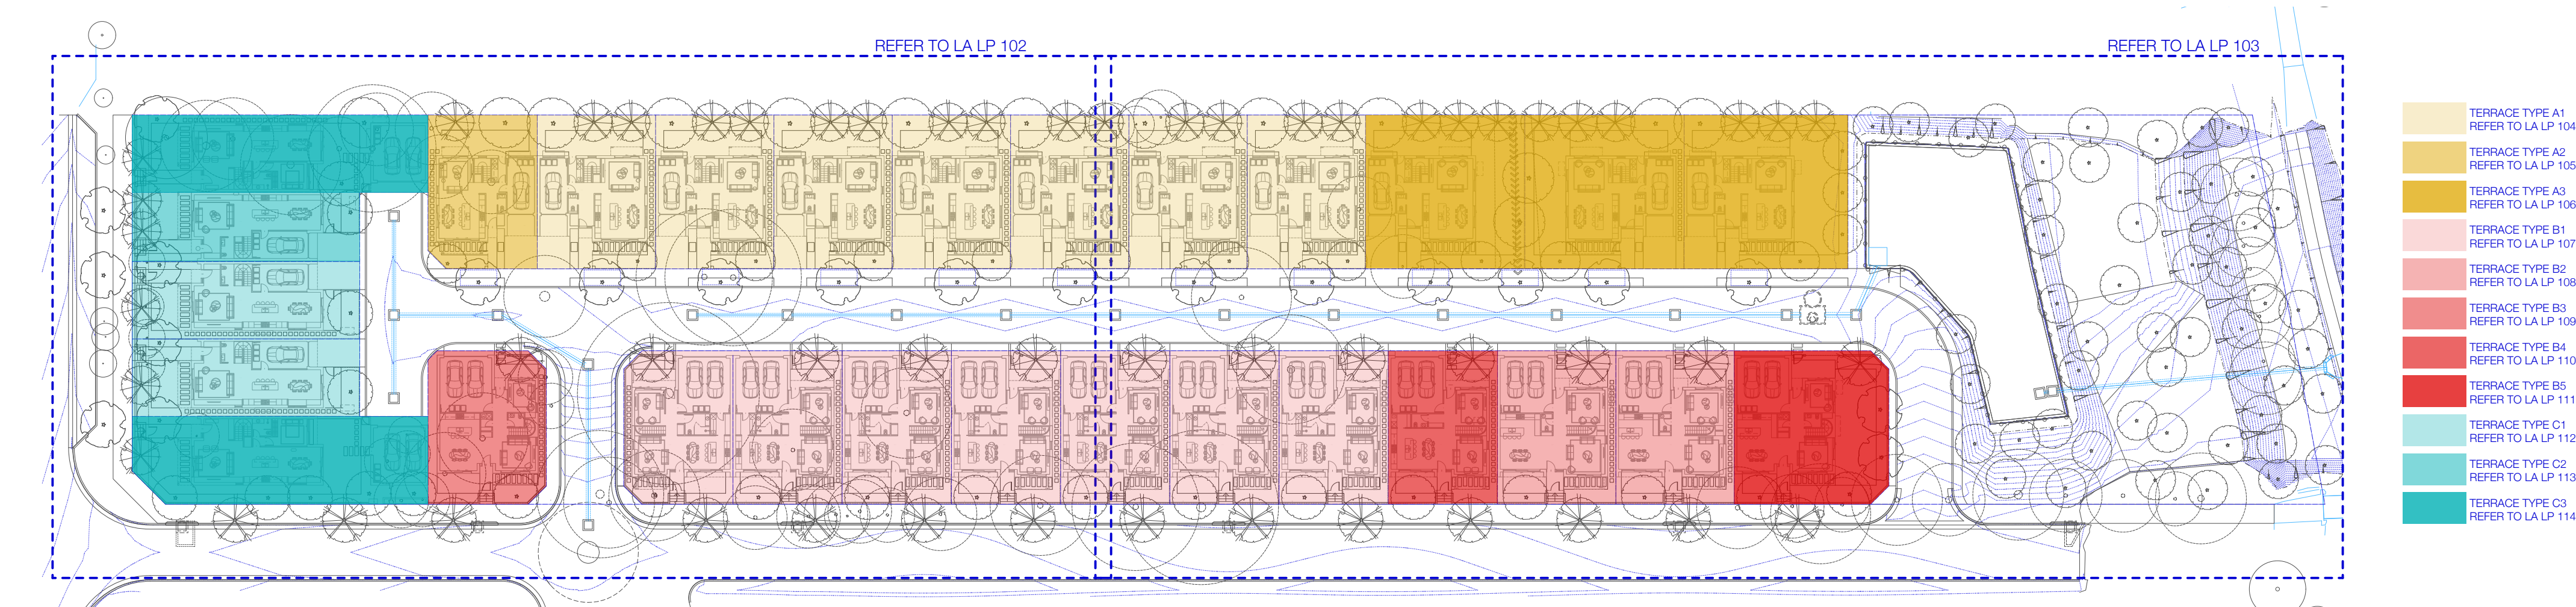 REFER TO LA LP 102
REFER TO LA LP 103
TERRACE TYPE A1
REFER TO LA LP 104
TERRACE TYPE A2
REFER TO LA LP 105
TERRACE TYPE A3
REFER TO LA LP 106
TERRACE TYPE B1
REFER TO LA LP 107
TERRACE TYPE B2
REFER TO LA LP 108
TERRACE TYPE B3
REFER TO LA LP 109
TERRACE TYPE B4
REFER TO LA LP 110
TERRACE TYPE B5
REFER TO LA LP 111
TERRACE TYPE C1
REFER TO LA LP 112
TERRACE TYPE C2
REFER TO LA LP 113
TERRACE TYPE C3
REFER TO LA LP 114